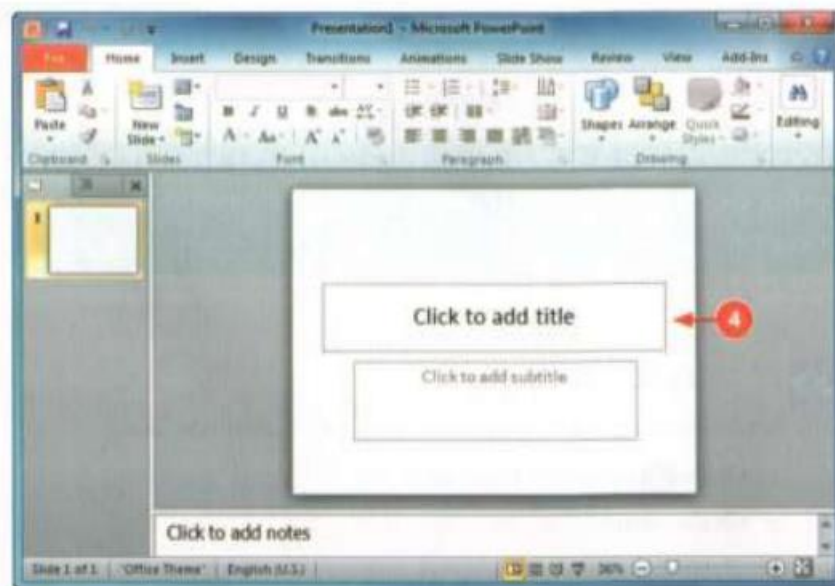 Presentation1 - Microsoft PowerPoint
File Home Insert Design Transitions Animations Slide Show Review View Add-Ins
Paste
New Slide
Shapes Arrange Quick Styles
Editing
Clipboard Slides Font Paragraph Drawing
1
Click to add title
4
Click to add subtitle
Click to add notes
Slide 1 of 1 "Office Theme" English (U.S.) 36%